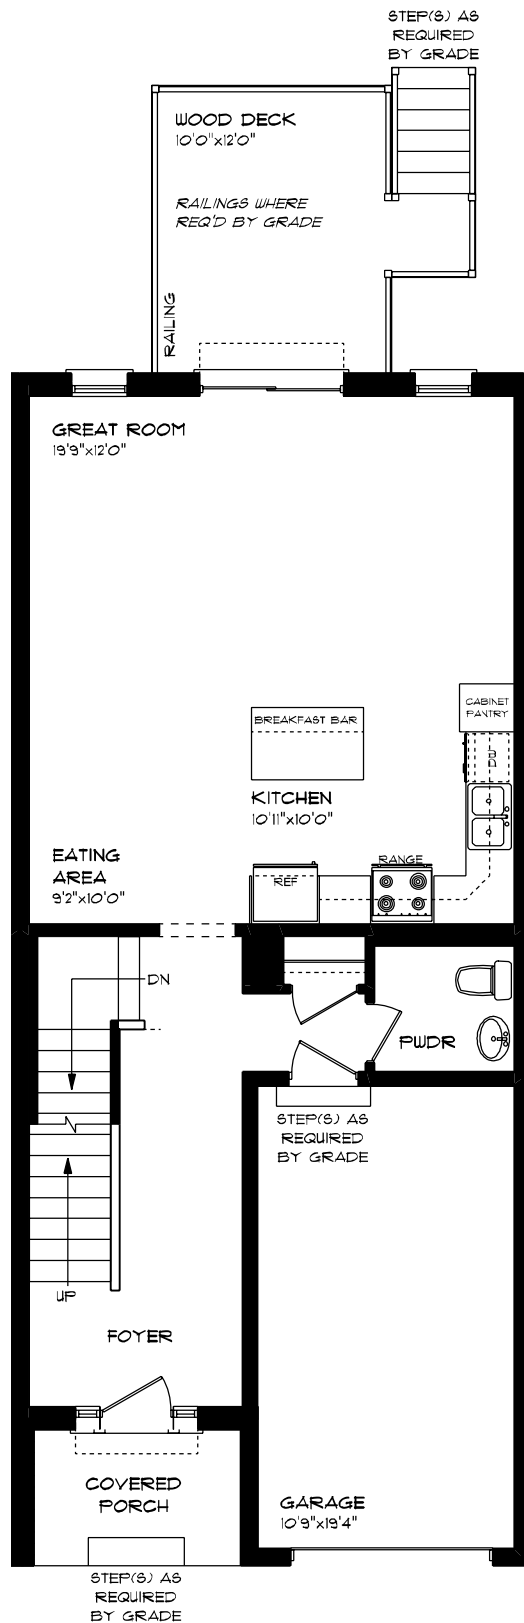 STEP(S) AS
REQUIRED
BY GRADE
WOOD DECK
10'0"x12'0"
RAILINGS WHERE
REQ'D BY GRADE
RAILING
GREAT ROOM
19'9"x12'0"
CABINET
PANTRY
BREAKFAST BAR
KITCHEN
10'11"x10'0"
EATING
AREA
9'2"x10'0"
REF
RANGE
DN
PWDR
STEP(S) AS
REQUIRED
BY GRADE
UP
FOYER
COVERED
PORCH
GARAGE
10'9"x19'4"
STEP(S) AS
REQUIRED
BY GRADE